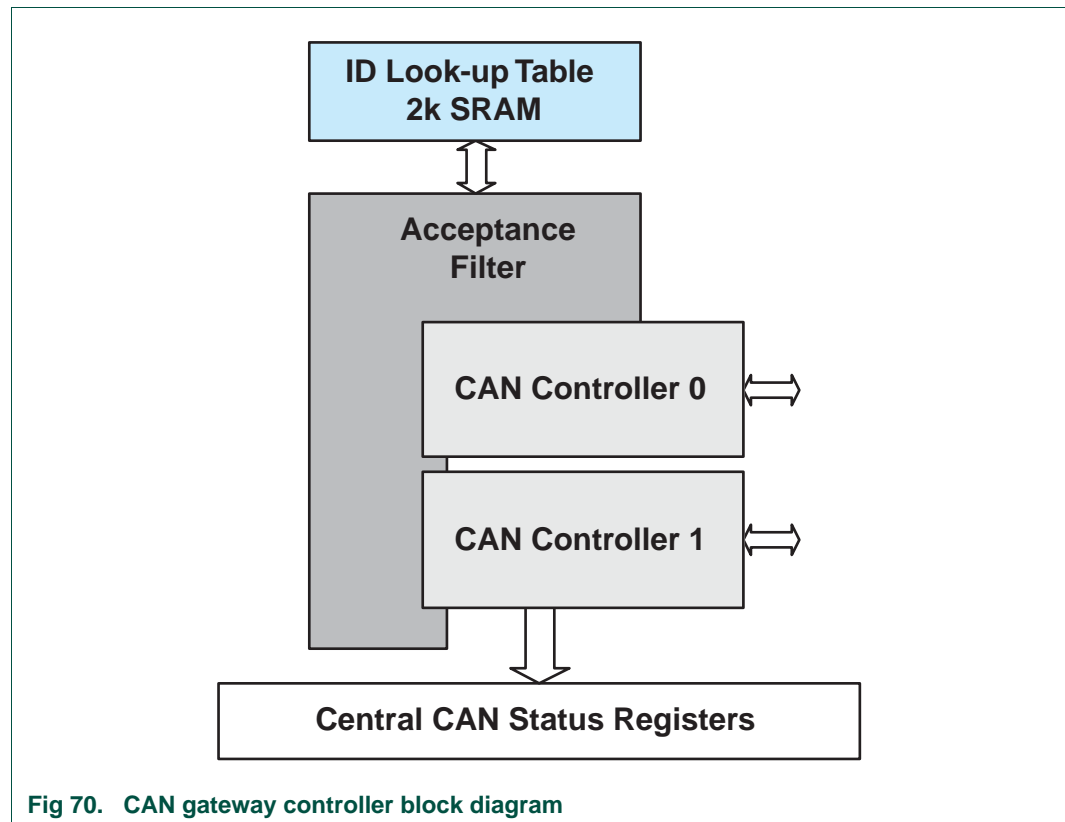 ID Look-up Table
2k SRAM
Acceptance
Filter
CAN Controller 0
CAN Controller 1
Central CAN Status Registers
Fig 70. CAN gateway controller block diagram